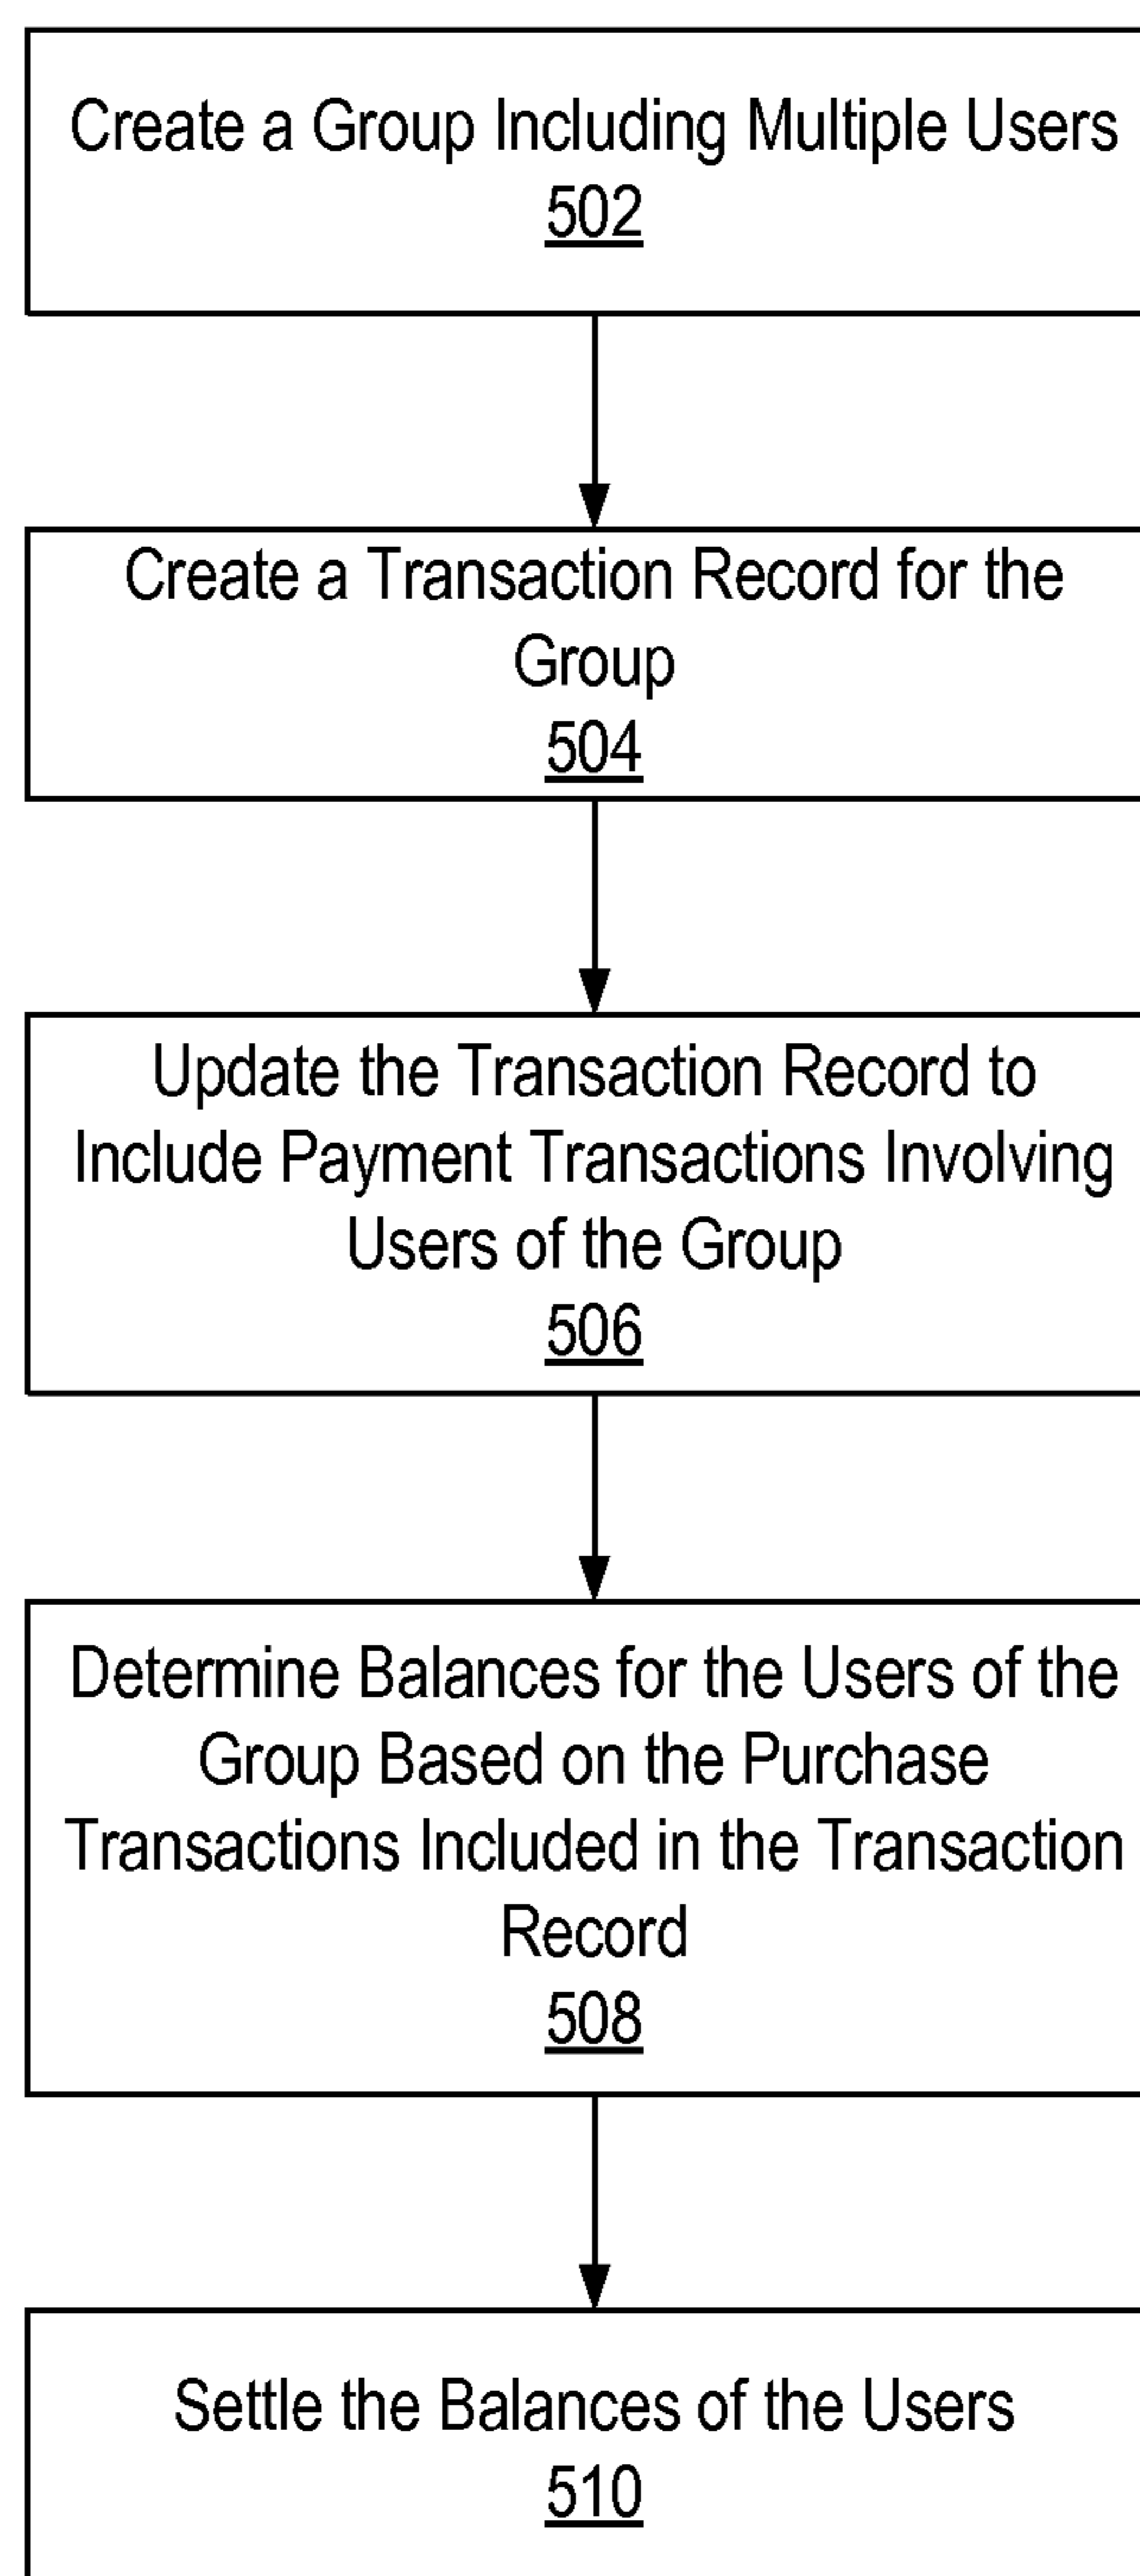 Create a Group Including Multiple Users
502
Create a Transaction Record for the
Group
504
Update the Transaction Record to
Include Payment Transactions Involving
Users of the Group
506
Determine Balances for the Users of the
Group Based on the Purchase
Transactions Included in the Transaction
Record
508
Settle the Balances of the Users
510